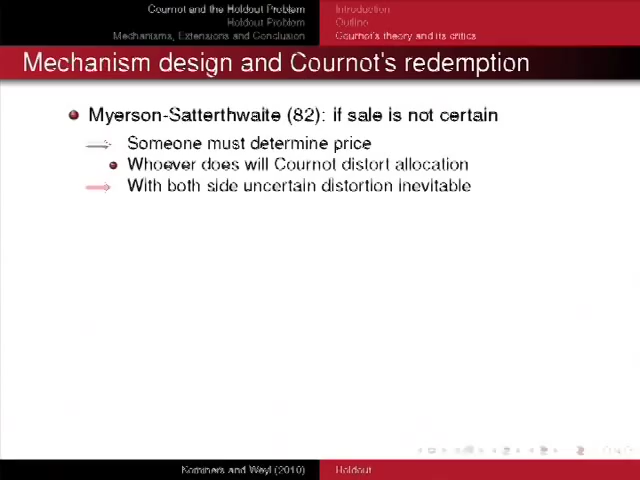 Cournot and the Holdout Problem
Holdout Problem
Mechanisms, Extensions and Conclusion
Introduction
Outline
Cournot's theory and its critics
Mechanism design and Cournot's redemption
Myerson-Satterthwaite (82): if sale is not certain
Someone must determine price
Whoever does will Cournot distort allocation
With both side uncertain distortion inevitable
Kominers and Weyl (2010)
Holdout